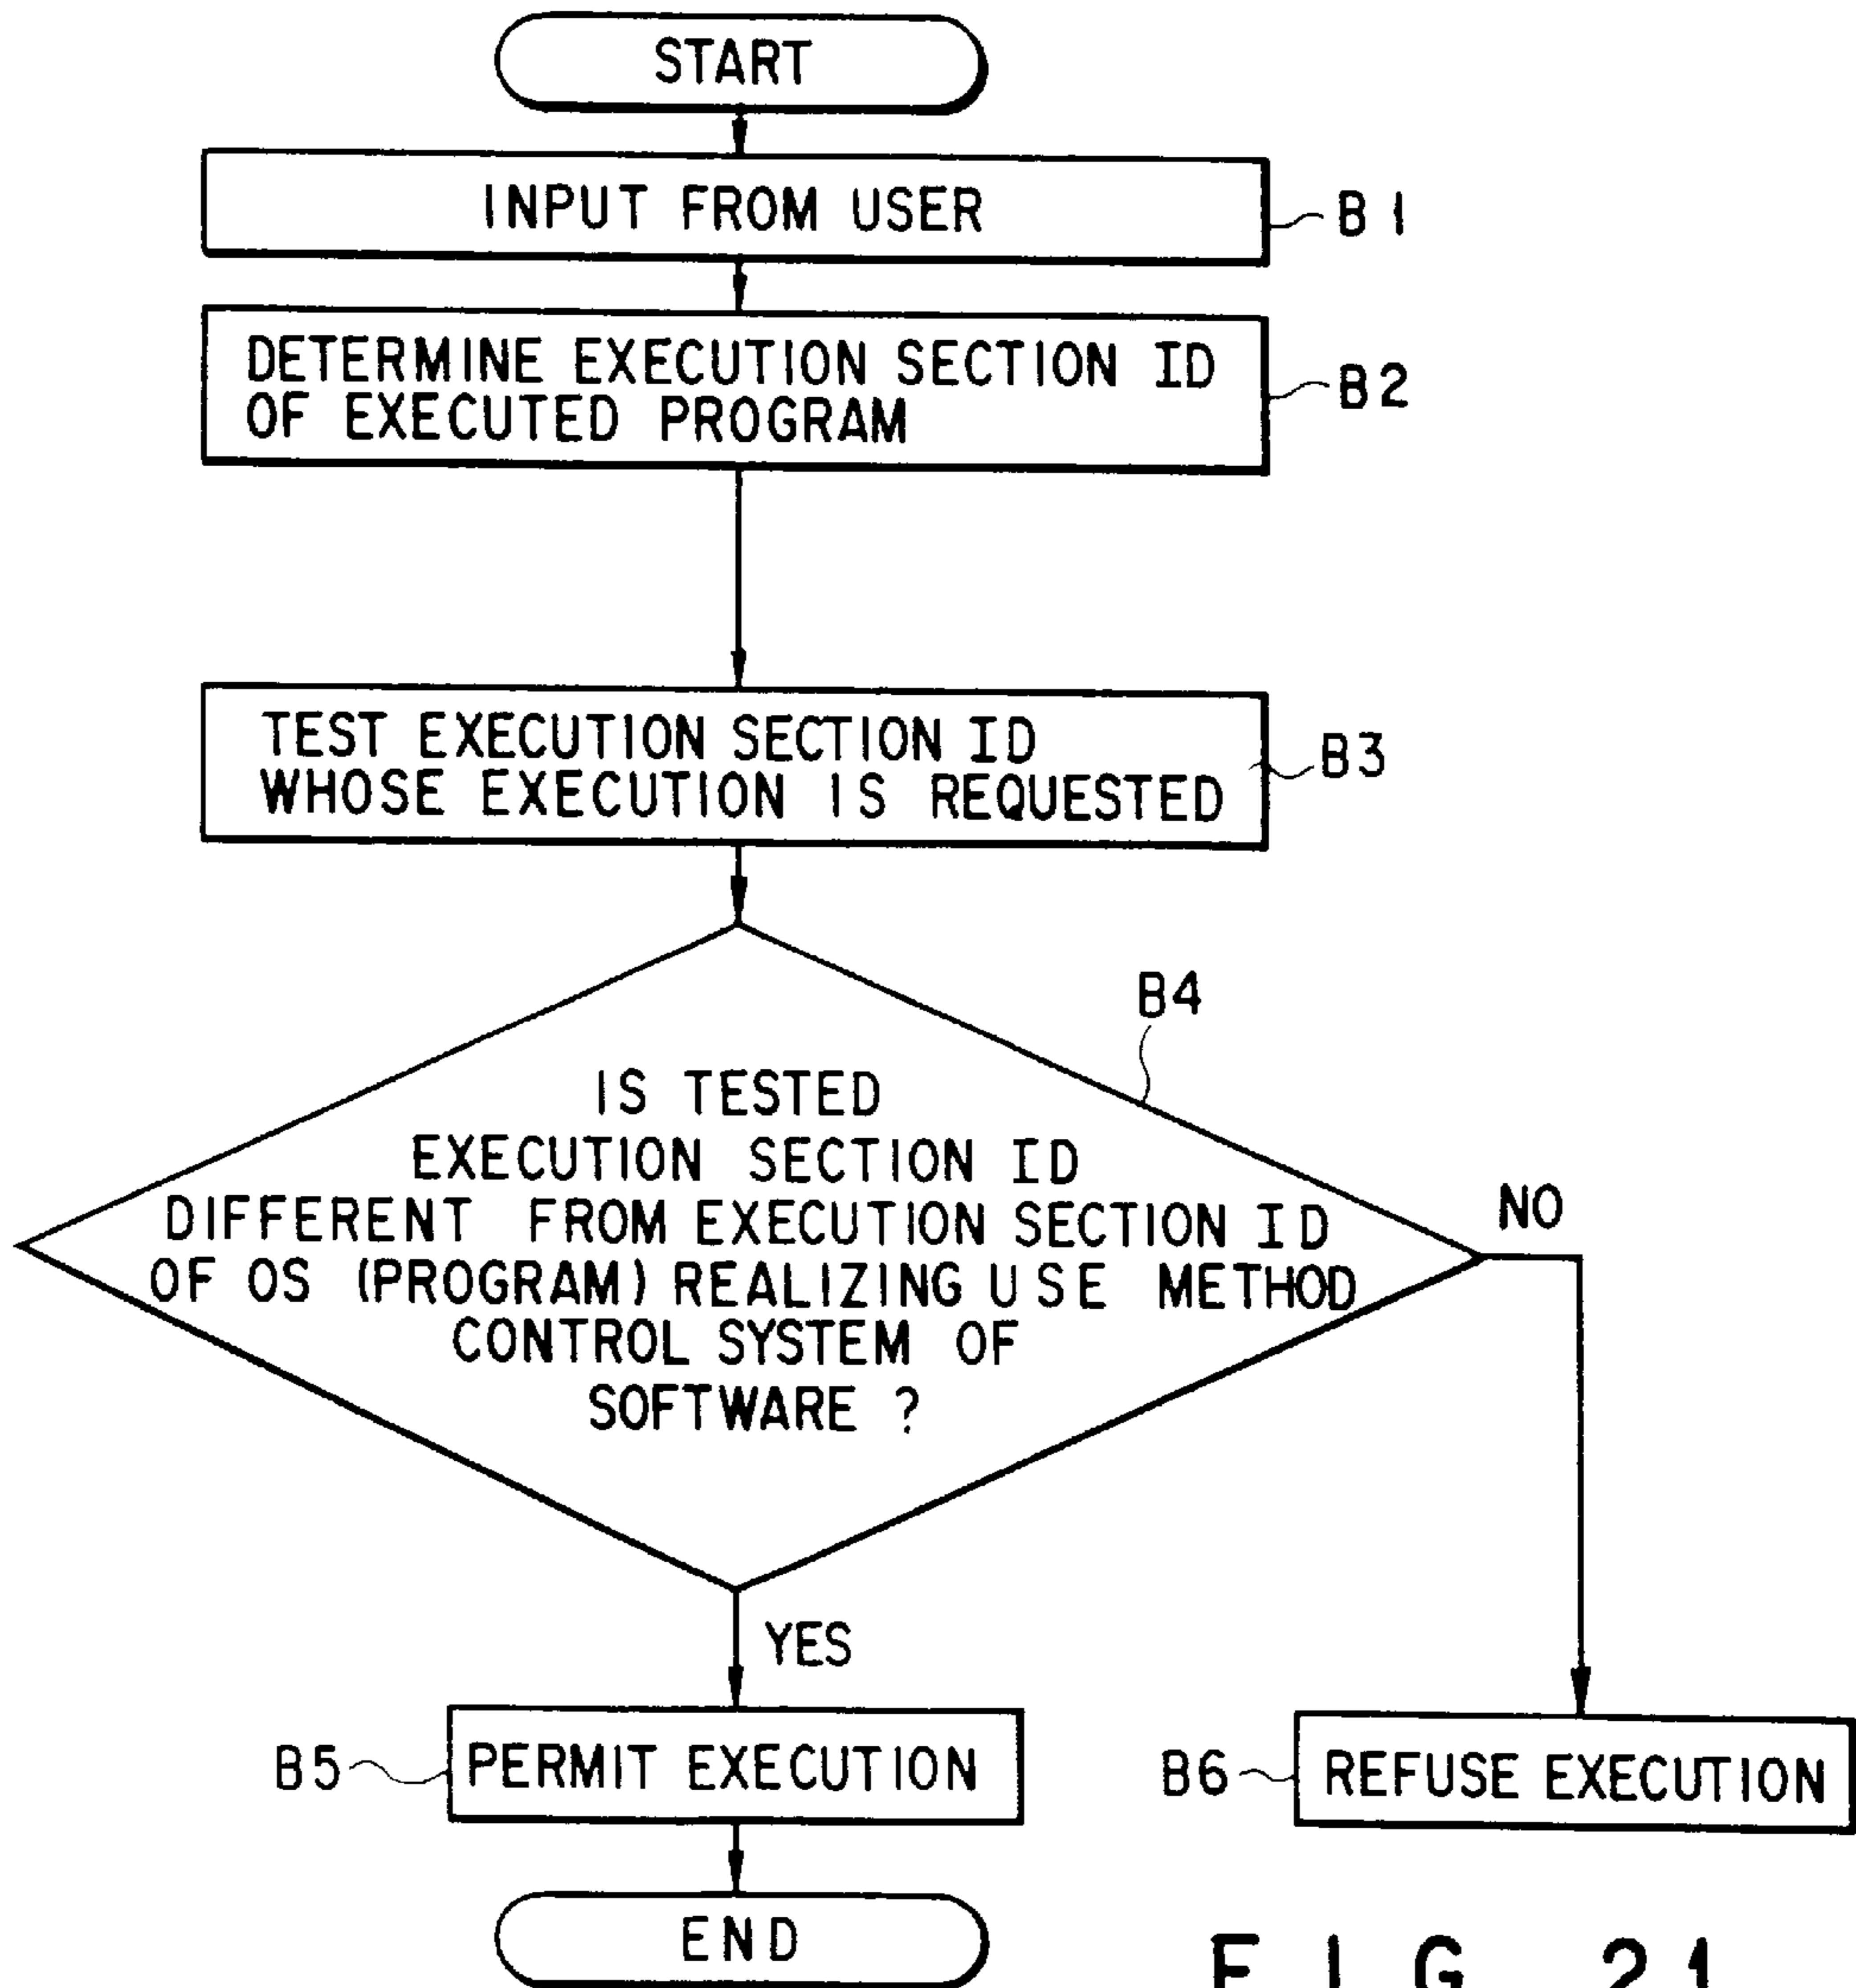 START
INPUT FROM USER
B1
DETERMINE EXECUTION SECTION ID
OF EXECUTED PROGRAM
B2
TEST EXECUTION SECTION ID
WHOSE EXECUTION IS REQUESTED
B3
B4
IS TESTED
EXECUTION SECTION ID
DIFFERENT FROM EXECUTION SECTION ID
OF OS (PROGRAM) REALIZING USE METHOD
CONTROL SYSTEM OF
SOFTWARE ?
NO
YES
B5
PERMIT EXECUTION
B6
REFUSE EXECUTION
END
FIG. 21